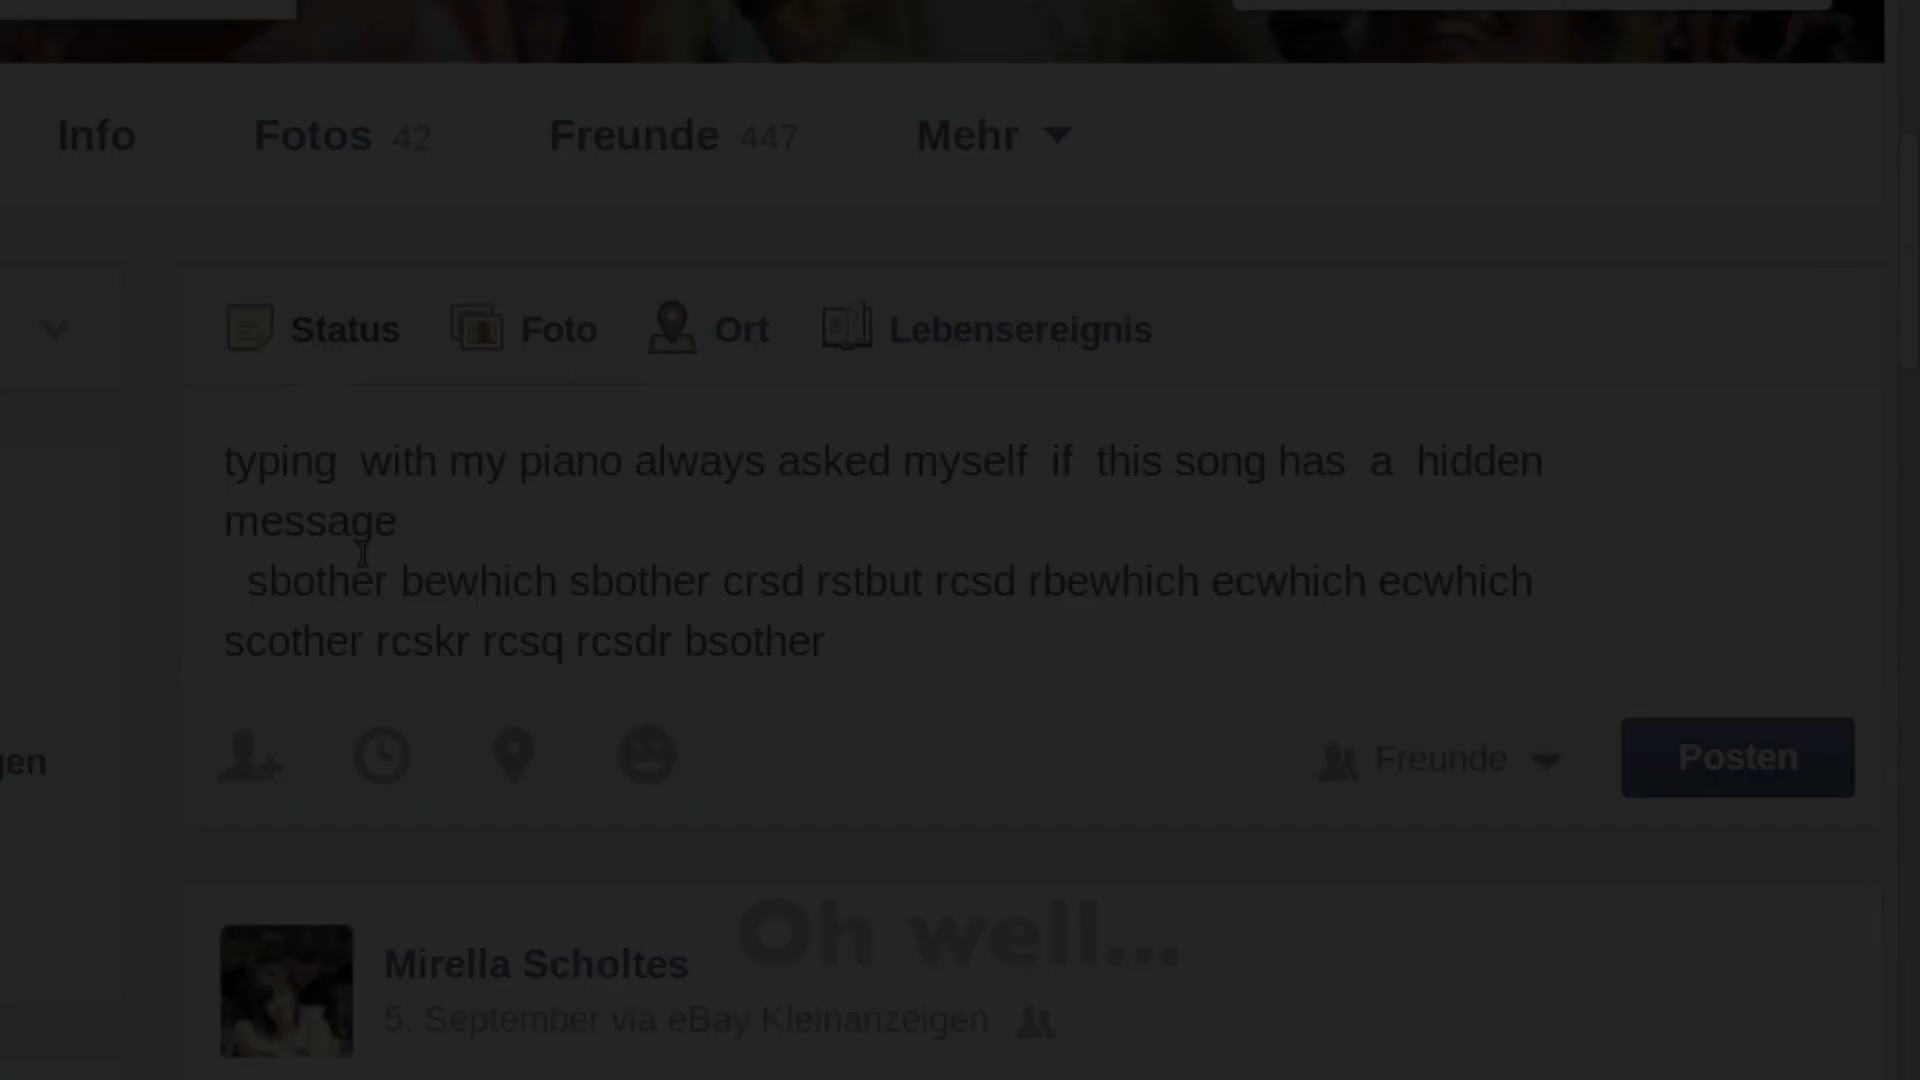 Info Fotos 42 Freunde 447 Mehr
Status Foto Ort Lebensereignis
typing with my piano always asked myself if this song has a hidden
message
sbother bewhich sbother crsd rstbut rcsd rbewhich ecwhich ecwhich
scother rcskr rcsq rcsdr bsother
gen
Freunde Posten
Oh well...
Mirella Scholtes
5. September via eBay Kleinanzeigen